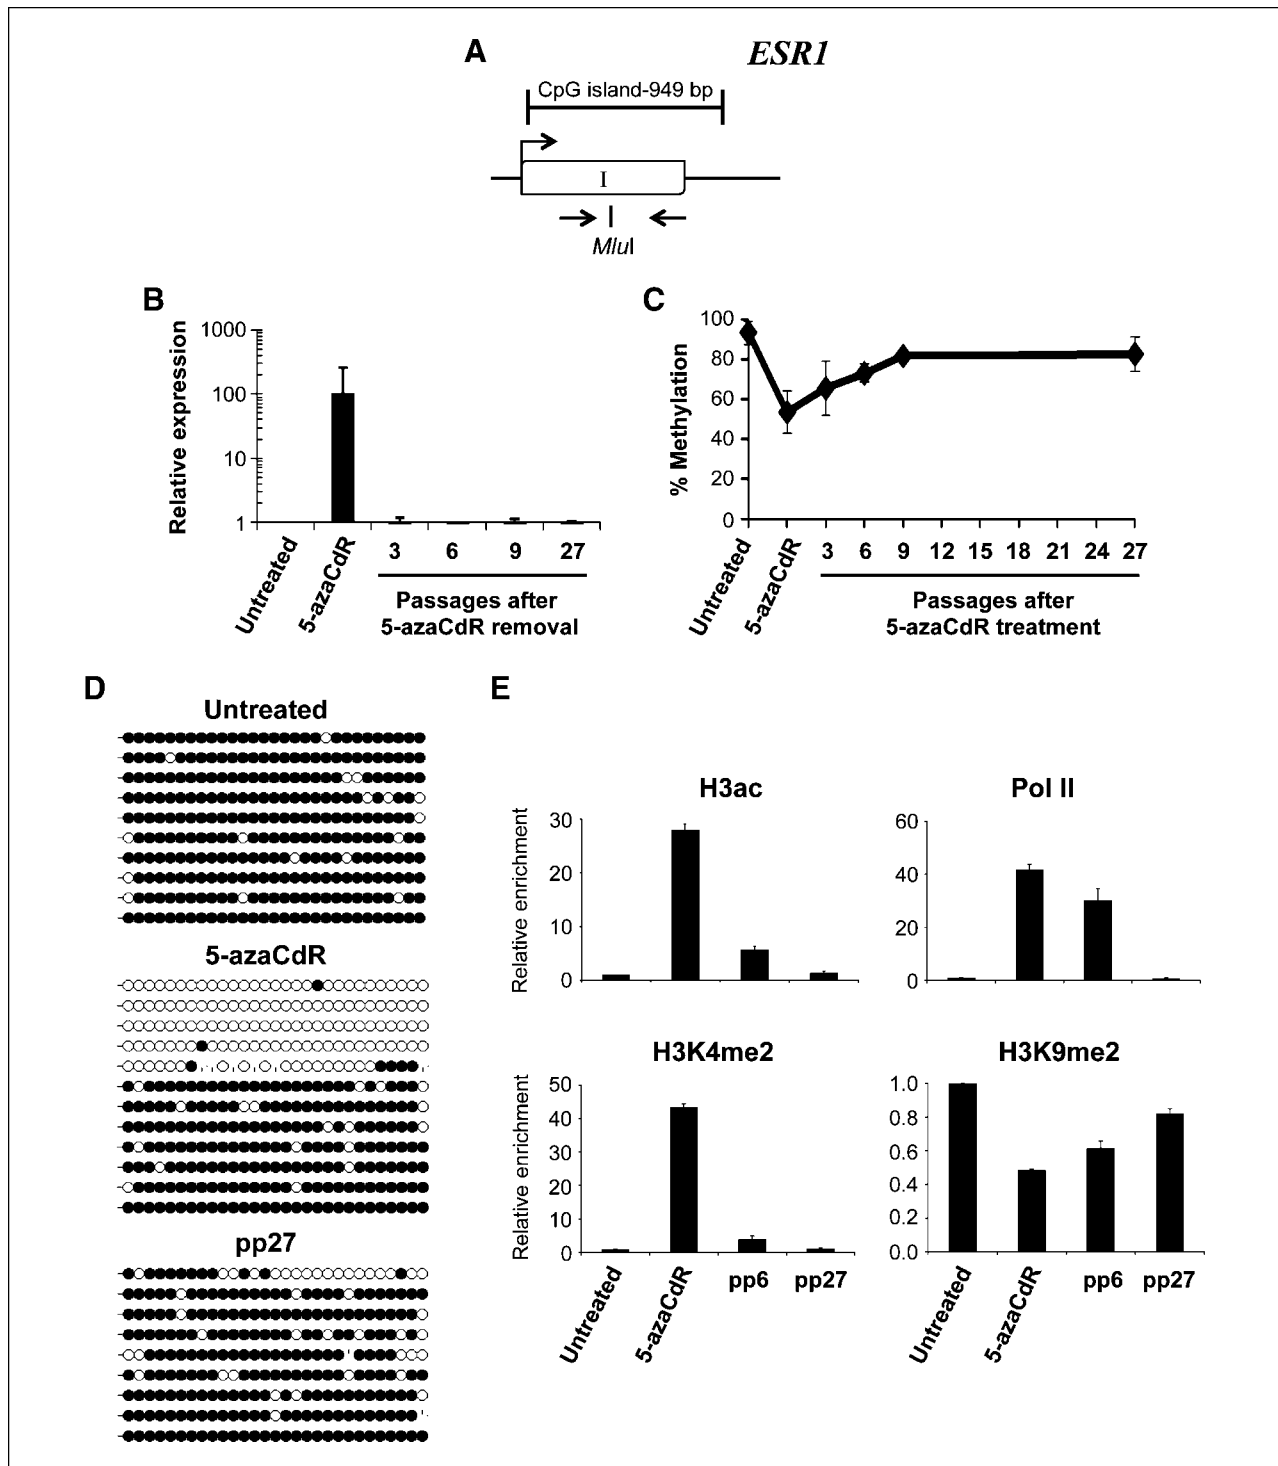 A
ESR1
CpG island-949 bp
I
MluI
B
Relative expression
1000
100
10
1
Untreated
5-azaCdR
3 6 9 27
Passages after
5-azaCdR removal
C
% Methylation
100
80
60
40
20
0
Untreated
5-azaCdR
3 6 9 12 15 18 21 24 27
Passages after
5-azaCdR treatment
D
Untreated
5-azaCdR
pp27
E
H3ac
Relative enrichment
30
20
10
0
Pol II
60
40
20
0
H3K4me2
Relative enrichment
50
40
30
20
10
0
Untreated
5-azaCdR
pp6
pp27
H3K9me2
1.0
0.8
0.6
0.4
0.2
0.0
Untreated
5-azaCdR
pp6
pp27